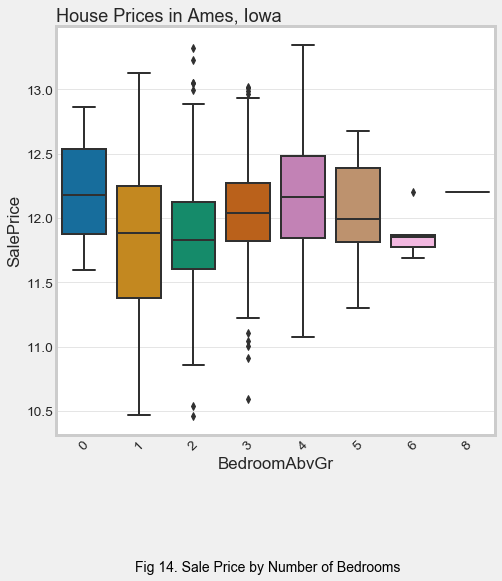 House Prices in Ames, Iowa
SalePrice
13.0
12.5
12.0
11.5
11.0
10.5
0 1 2 3 4 5 6 8
BedroomAbvGr
Fig 14. Sale Price by Number of Bedrooms